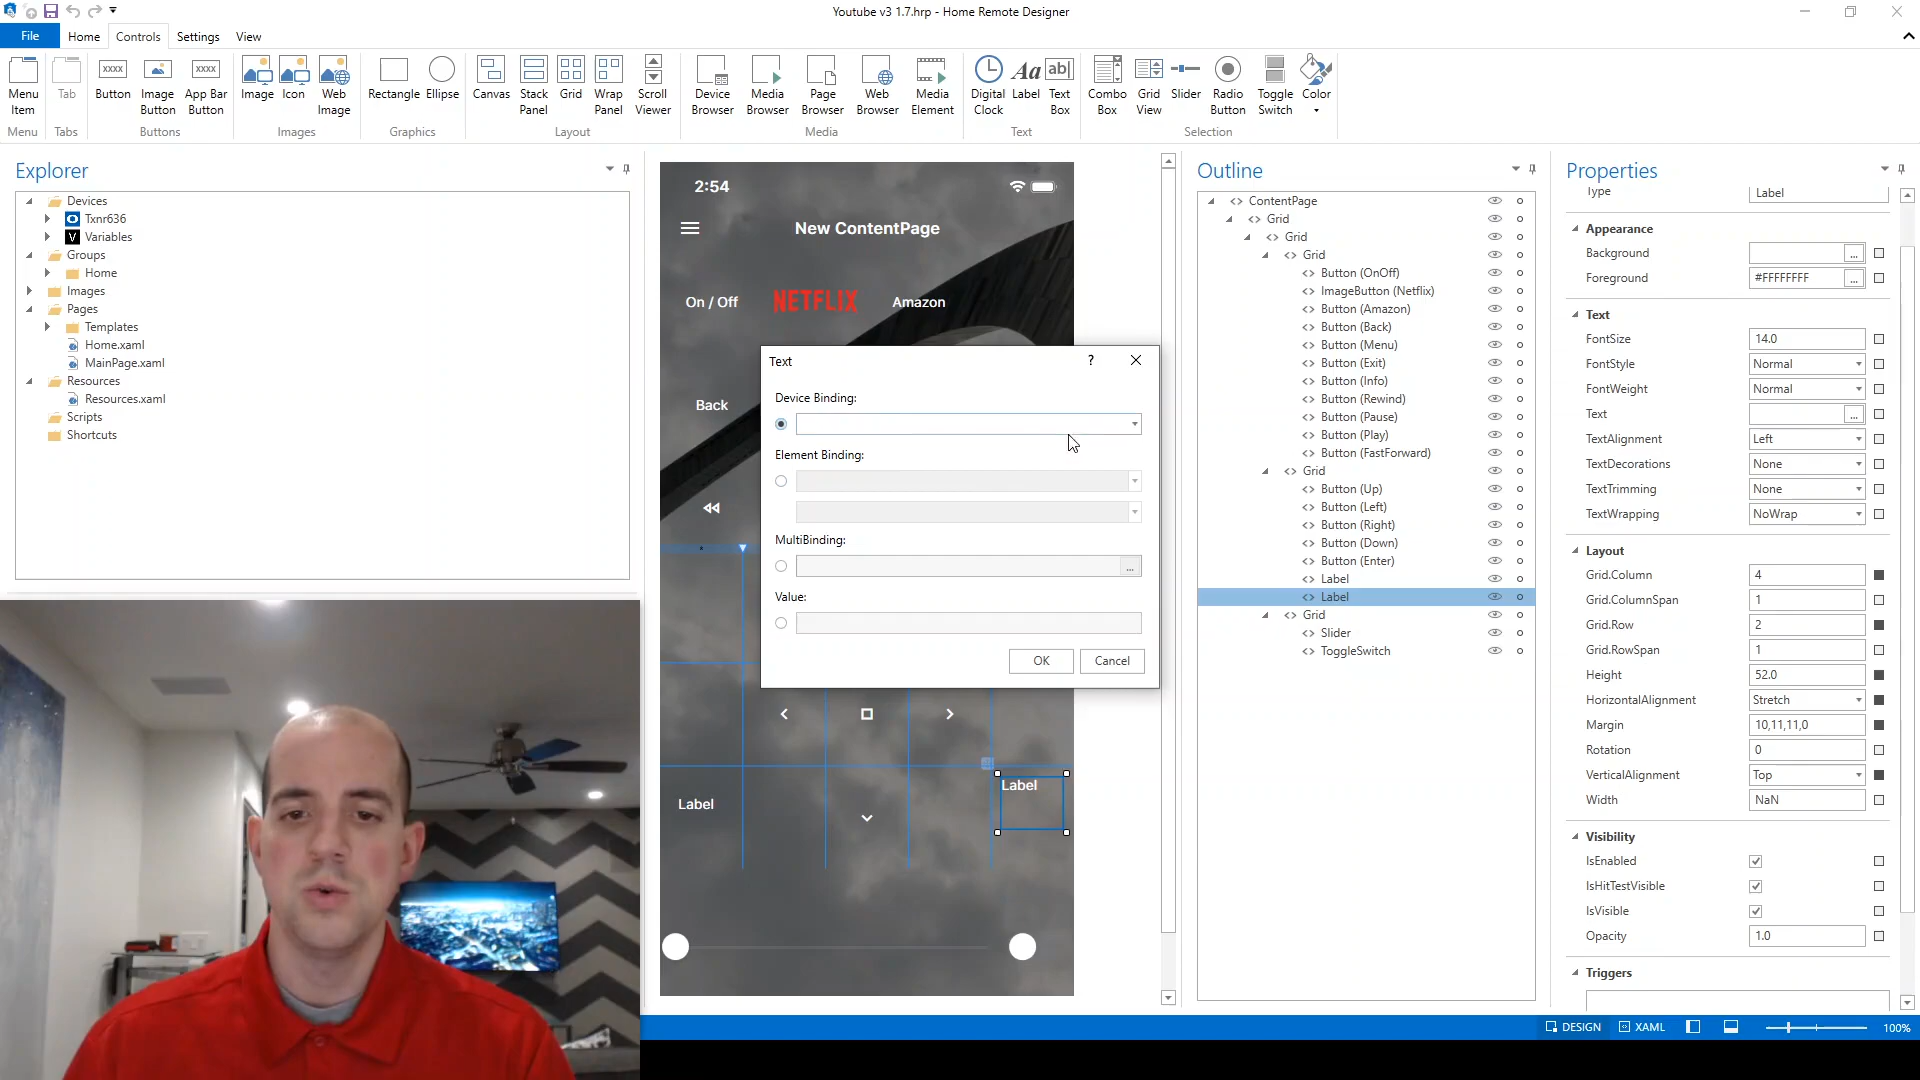 Youtube v3 1.7.hrp - Home Remote Designer
File Home Controls Settings View
Menu Item
Tab
xxxx Button
Image Button
xxxx App Bar Button
Image
Icon
Web Image
Rectangle
Ellipse
Canvas
Stack Panel
Grid
Wrap Panel
Scroll Viewer
Device Browser
Media Browser
Page Browser
Web Browser
Media Element
Digital Clock
Aa Label
ab| Text Box
Combo Box
Grid View
Slider
Radio Button
Toggle Switch
Color
Menu Tabs Buttons Images Graphics Layout Media Text Selection
Explorer
Devices
Txnr636
V Variables
Groups
Home
Images
Pages
Templates
Home.xaml
MainPage.xaml
Resources
Resources.xaml
Scripts
Shortcuts
2:54
New ContentPage
On / Off NETFLIX Amazon
Back
Label
Label
Text ?
Device Binding:
Element Binding:
MultiBinding:
...
Value:
OK Cancel
Outline
<> ContentPage
<> Grid
<> Grid
<> Grid
<> Button (OnOff)
<> ImageButton (Netflix)
<> Button (Amazon)
<> Button (Back)
<> Button (Menu)
<> Button (Exit)
<> Button (Info)
<> Button (Rewind)
<> Button (Pause)
<> Button (Play)
<> Button (FastForward)
<> Grid
<> Button (Up)
<> Button (Left)
<> Button (Right)
<> Button (Down)
<> Button (Enter)
<> Label
<> Label
<> Grid
<> Slider
<> ToggleSwitch
Properties
Type Label
Appearance
Background ...
Foreground #FFFFFFFF ...
Text
FontSize 14.0
FontStyle Normal
FontWeight Normal
Text ...
TextAlignment Left
TextDecorations None
TextTrimming None
TextWrapping NoWrap
Layout
Grid.Column 4
Grid.ColumnSpan 1
Grid.Row 2
Grid.RowSpan 1
Height 52.0
HorizontalAlignment Stretch
Margin 10,11,11,0
Rotation 0
VerticalAlignment Top
Width NaN
Visibility
IsEnabled
IsHitTestVisible
IsVisible
Opacity 1.0
Triggers
DESIGN XAML 100%